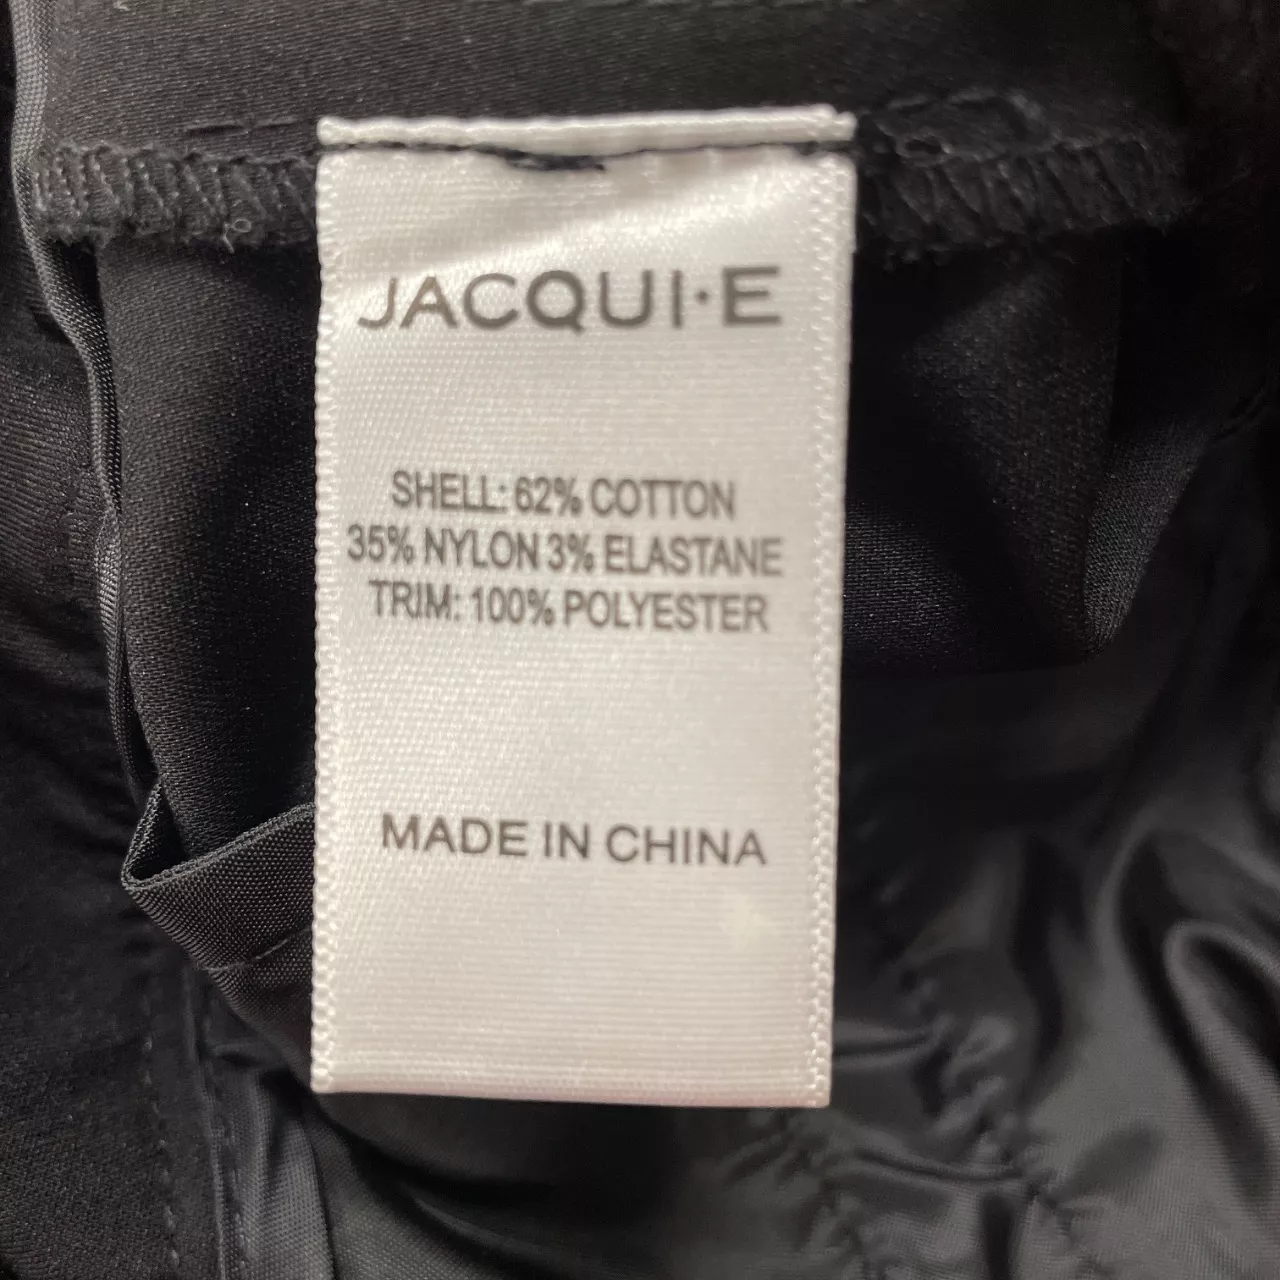 JACQUI·E
SHELL: 62% COTTON
35% NYLON 3% ELASTANE
TRIM: 100% POLYESTER
MADE IN CHINA